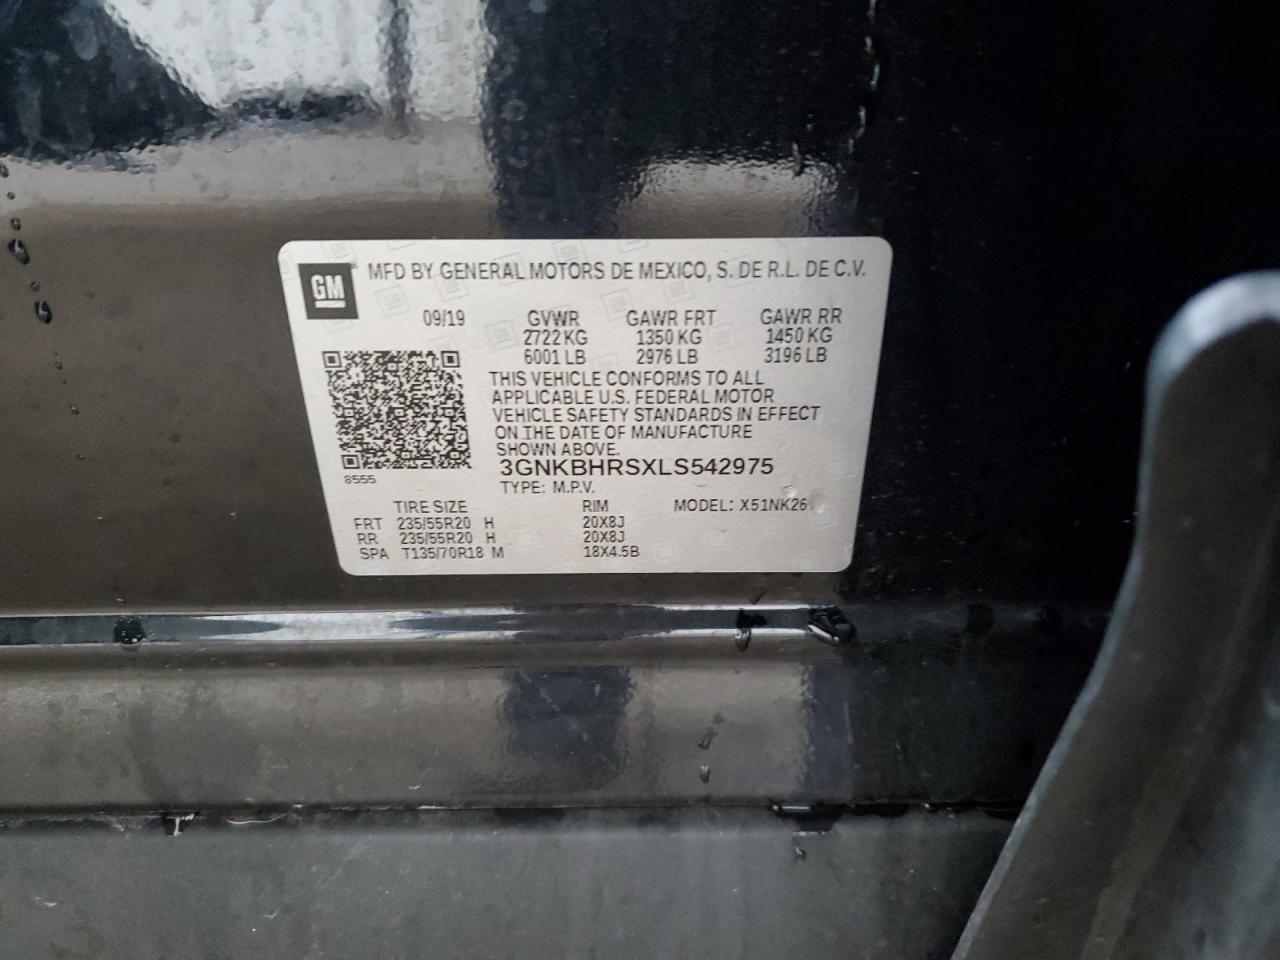 GM
MFD BY GENERAL MOTORS DE MEXICO, S. DE R.L. DE C.V.
09/19 GVWR GAWR FRT GAWR RR
2722 KG 1350 KG 1450 KG
6001 LB 2976 LB 3196 LB
THIS VEHICLE CONFORMS TO ALL
APPLICABLE U.S. FEDERAL MOTOR
VEHICLE SAFETY STANDARDS IN EFFECT
ON THE DATE OF MANUFACTURE
SHOWN ABOVE.
3GNKBHRSXLS542975
8555
TYPE: M.P.V.
TIRE SIZE RIM MODEL: X51NK26
FRT 235/55R20 H 20X8J
RR 235/55R20 H 20X8J
SPA T135/70R18 M 18X4.5B